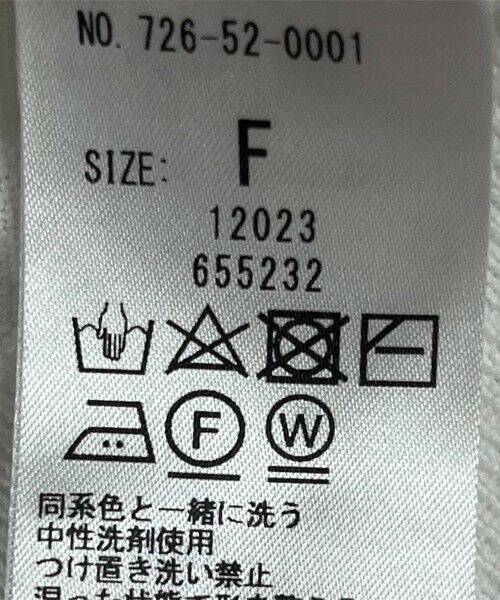 NO. 726-52-0001
SIZE: F
12023
655232
F W
同系色と一緒に洗う
中性洗剤使用
つけ置き洗い禁止